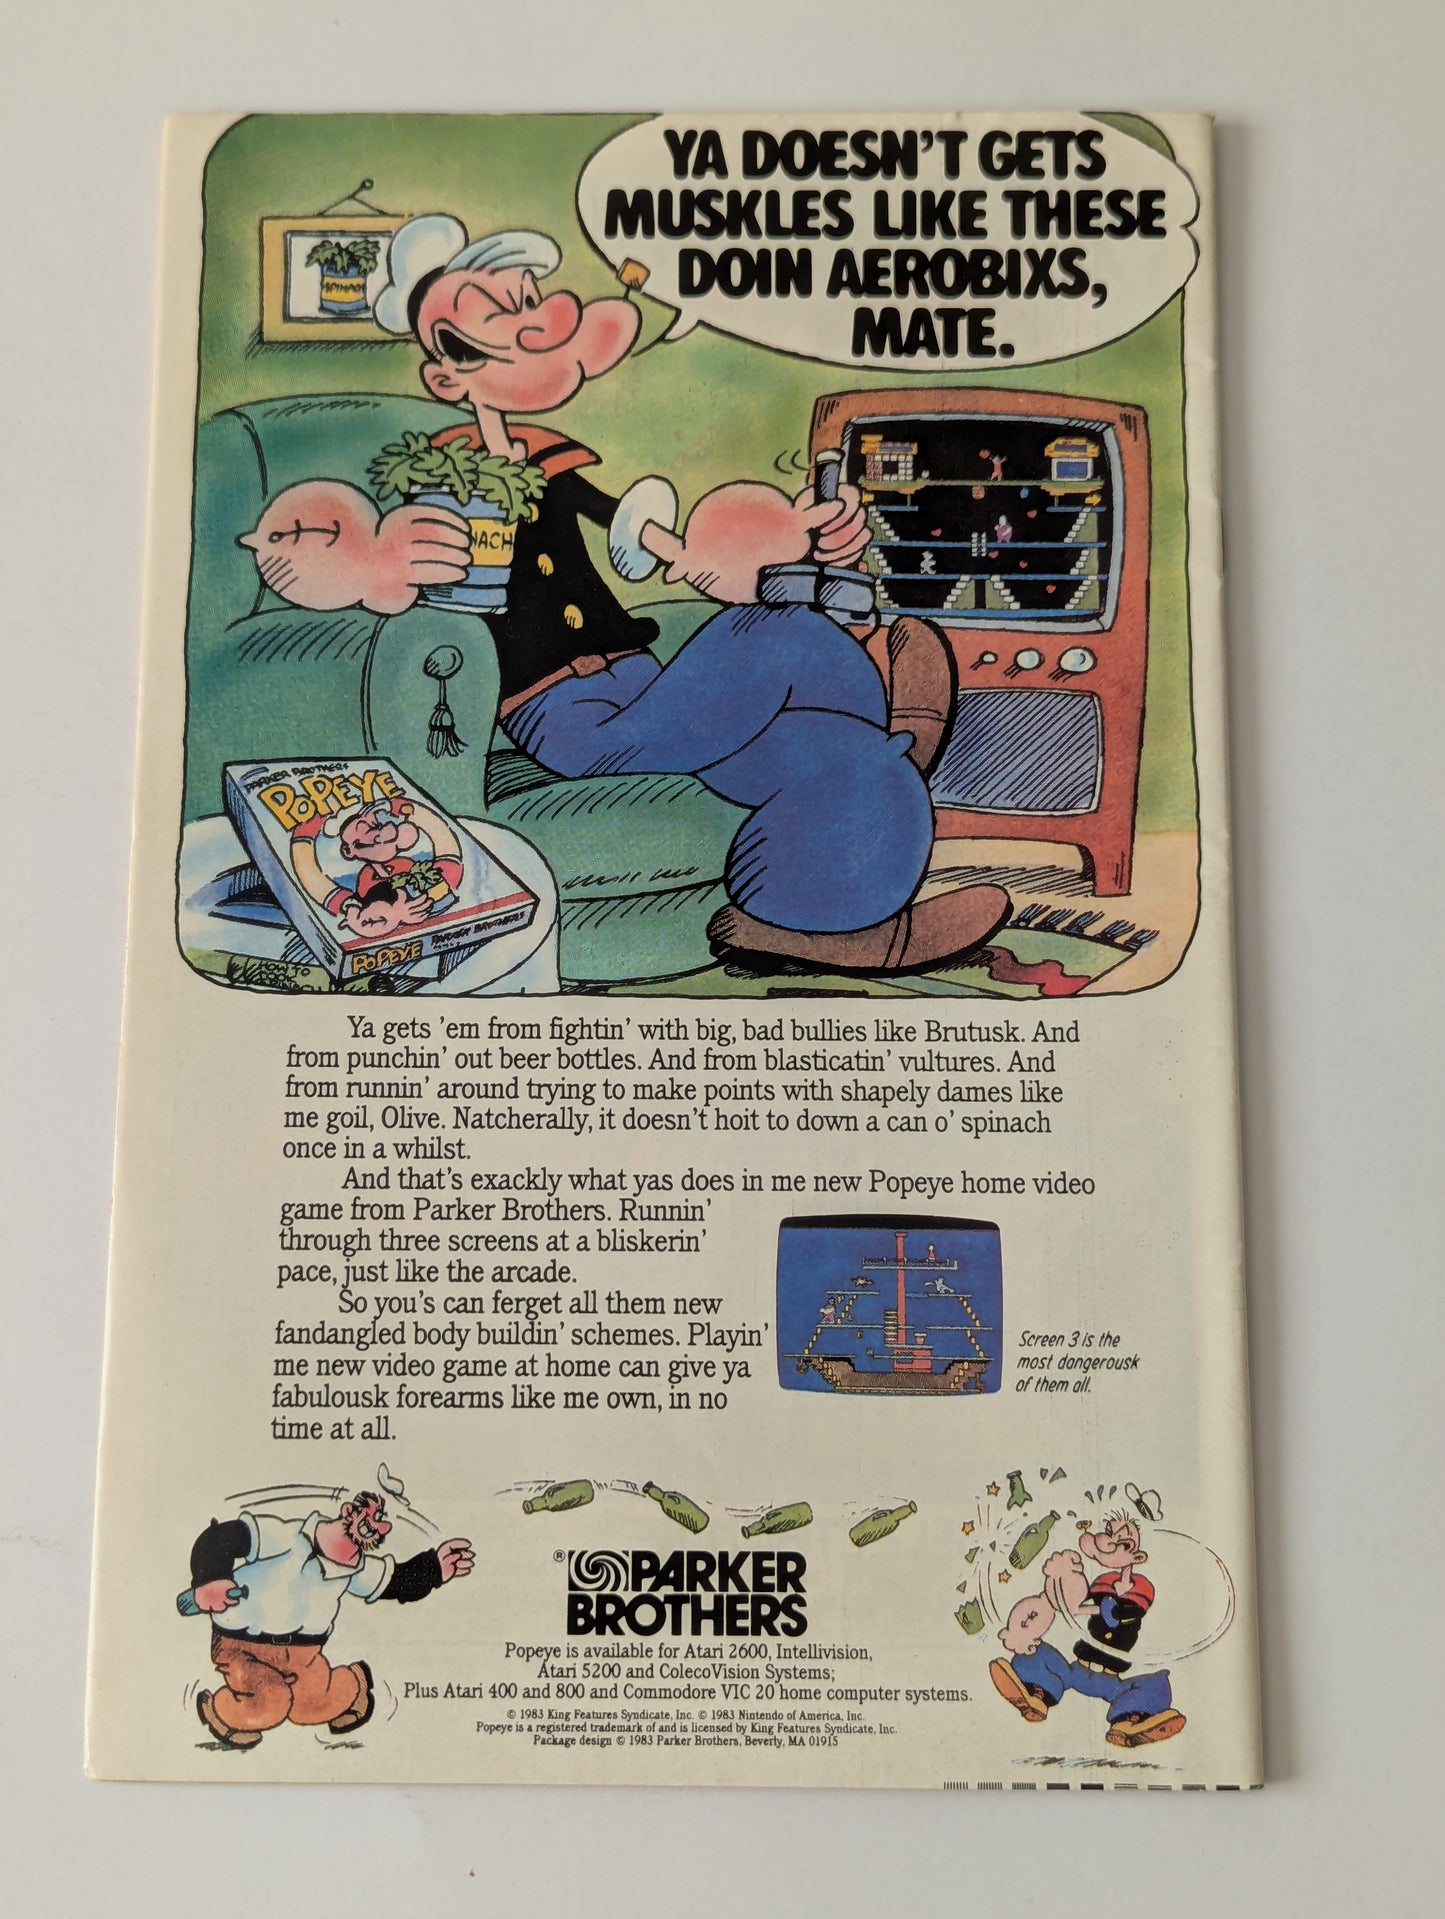 YA DOESN'T GETS
MUSKLES LIKE THESE
DOIN AEROBIXS,
MATE.
SPINACH
NACH
PARKER BROTHERS
POPEYE
POPEYE PARKER BROTHERS
HOW TO
Ya gets 'em from fightin' with big, bad bullies like Brutusk. And
from punchin' out beer bottles. And from blasticatin' vultures. And
from runnin' around trying to make points with shapely dames like
me goil, Olive. Natcherally, it doesn't hoit to down a can o' spinach
once in a whilst.
And that's exackly what yas does in me new Popeye home video
game from Parker Brothers. Runnin'
through three screens at a bliskerin'
pace, just like the arcade.
So you's can ferget all them new
fandangled body buildin' schemes. Playin'
me new video game at home can give ya
fabulousk forearms like me own, in no
time at all.
Screen 3 is the
most dangerousk
of them all.
® PARKER
BROTHERS
Popeye is available for Atari 2600, Intellivision,
Atari 5200 and ColecoVision Systems;
Plus Atari 400 and 800 and Commodore VIC 20 home computer systems.
© 1983 King Features Syndicate, Inc. © 1983 Nintendo of America, Inc.
Popeye is a registered trademark of and is licensed by King Features Syndicate, Inc.
Package design © 1983 Parker Brothers, Beverly, MA 01915